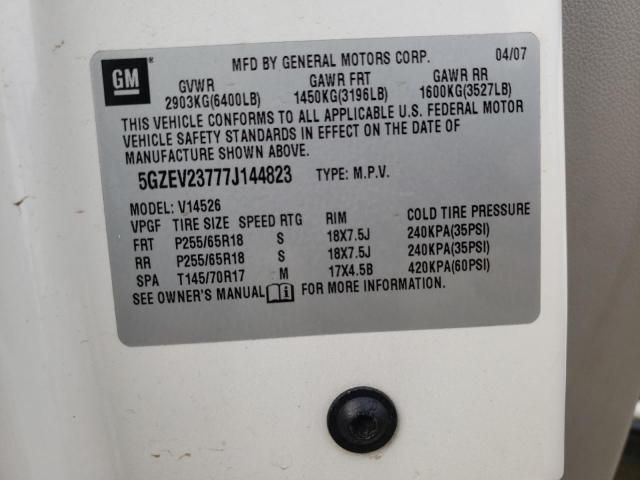 GM
®
MFD BY GENERAL MOTORS CORP. 04/07
GVWR GAWR FRT GAWR RR
2903KG(6400LB) 1450KG(3196LB) 1600KG(3527LB)
THIS VEHICLE CONFORMS TO ALL APPLICABLE U.S. FEDERAL MOTOR
VEHICLE SAFETY STANDARDS IN EFFECT ON THE DATE OF
MANUFACTURE SHOWN ABOVE.
5GZEV23777J144823 TYPE: M.P.V.
MODEL: V14526
VPGF TIRE SIZE SPEED RTG RIM COLD TIRE PRESSURE
FRT P255/65R18 S 18X7.5J 240KPA(35PSI)
RR P255/65R18 S 18X7.5J 240KPA(35PSI)
SPA T145/70R17 M 17X4.5B 420KPA(60PSI)
SEE OWNER'S MANUAL FOR MORE INFORMATION.